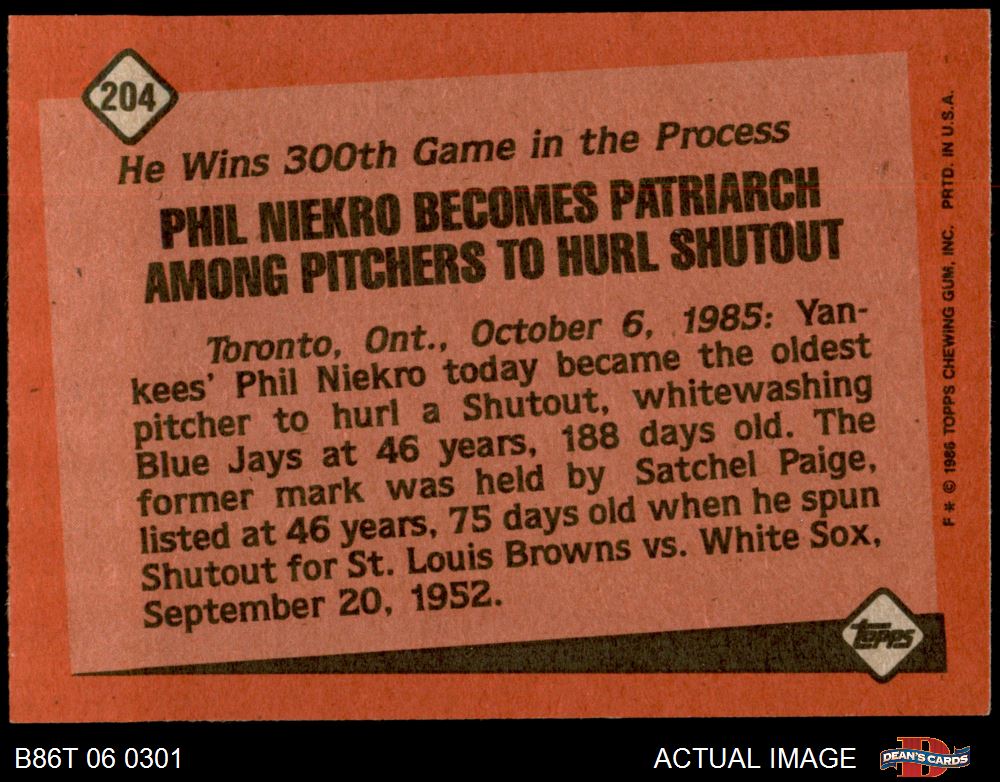 204
He Wins 300th Game in the Process
PHIL NIEKRO BECOMES PATRIARCH
AMONG PITCHERS TO HURL SHUTOUT
Toronto, Ont., October 6, 1985: Yan-
kees' Phil Niekro today became the oldest
pitcher to hurl a Shutout, whitewashing
Blue Jays at 46 years, 188 days old. The
former mark was held by Satchel Paige,
listed at 46 years, 75 days old when he spun
Shutout for St. Louis Browns vs. White Sox,
September 20, 1952.
F * © 1986 TOPPS CHEWING GUM, INC. PRTD. IN U.S.A.
topps
B86T 06 0301
ACTUAL IMAGE
D
DEAN'S CARDS